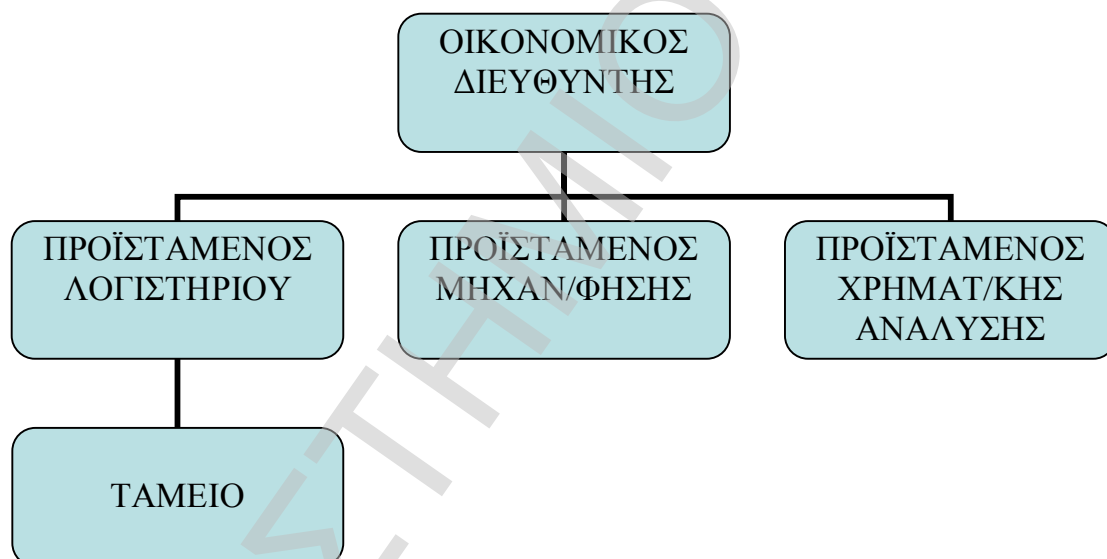 ΟΙΚΟΝΟΜΙΚΟΣ
ΔΙΕΥΘΥΝΤΗΣ
ΠΡΟΪΣΤΑΜΕΝΟΣ
ΛΟΓΙΣΤΗΡΙΟΥ
ΠΡΟΪΣΤΑΜΕΝΟΣ
ΜΗΧΑΝ/ΦΗΣΗΣ
ΠΡΟΪΣΤΑΜΕΝΟΣ
ΧΡΗΜΑΤ/ΚΗΣ
ΑΝΑΛΥΣΗΣ
ΤΑΜΕΙΟ